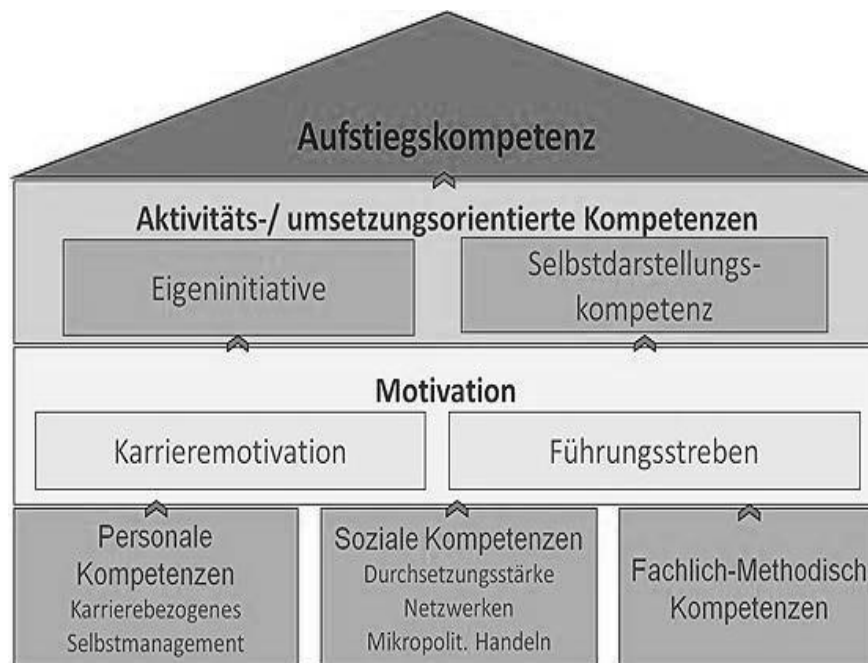 Aufstiegskompetenz
Aktivitäts-/ umsetzungsorientierte Kompetenzen
Eigeninitiative
Selbstdarstellungs-
kompetenz
Motivation
Karrieremotivation
Führungsstreben
Personale
Kompetenzen
Karrierebezogenes
Selbstmanagement
Soziale Kompetenzen
Durchsetzungsstärke
Netzwerken
Mikropolit. Handeln
Fachlich-Methodisch
Kompetenzen